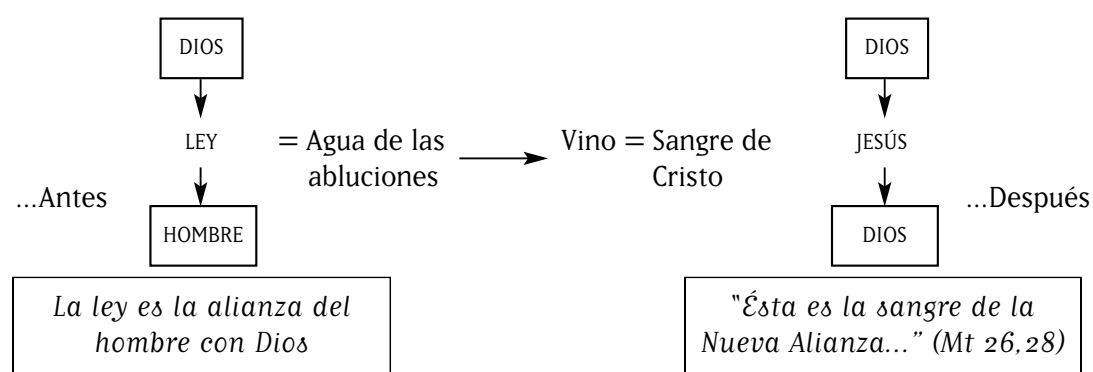 DIOS
DIOS
LEY
= Agua de las
abluciones
Vino = Sangre de
Cristo
JESÚS
...Antes
HOMBRE
DIOS
...Después
La ley es la alianza del
hombre con Dios
"Ésta es la sangre de la
Nueva Alianza..." (Mt 26,28)